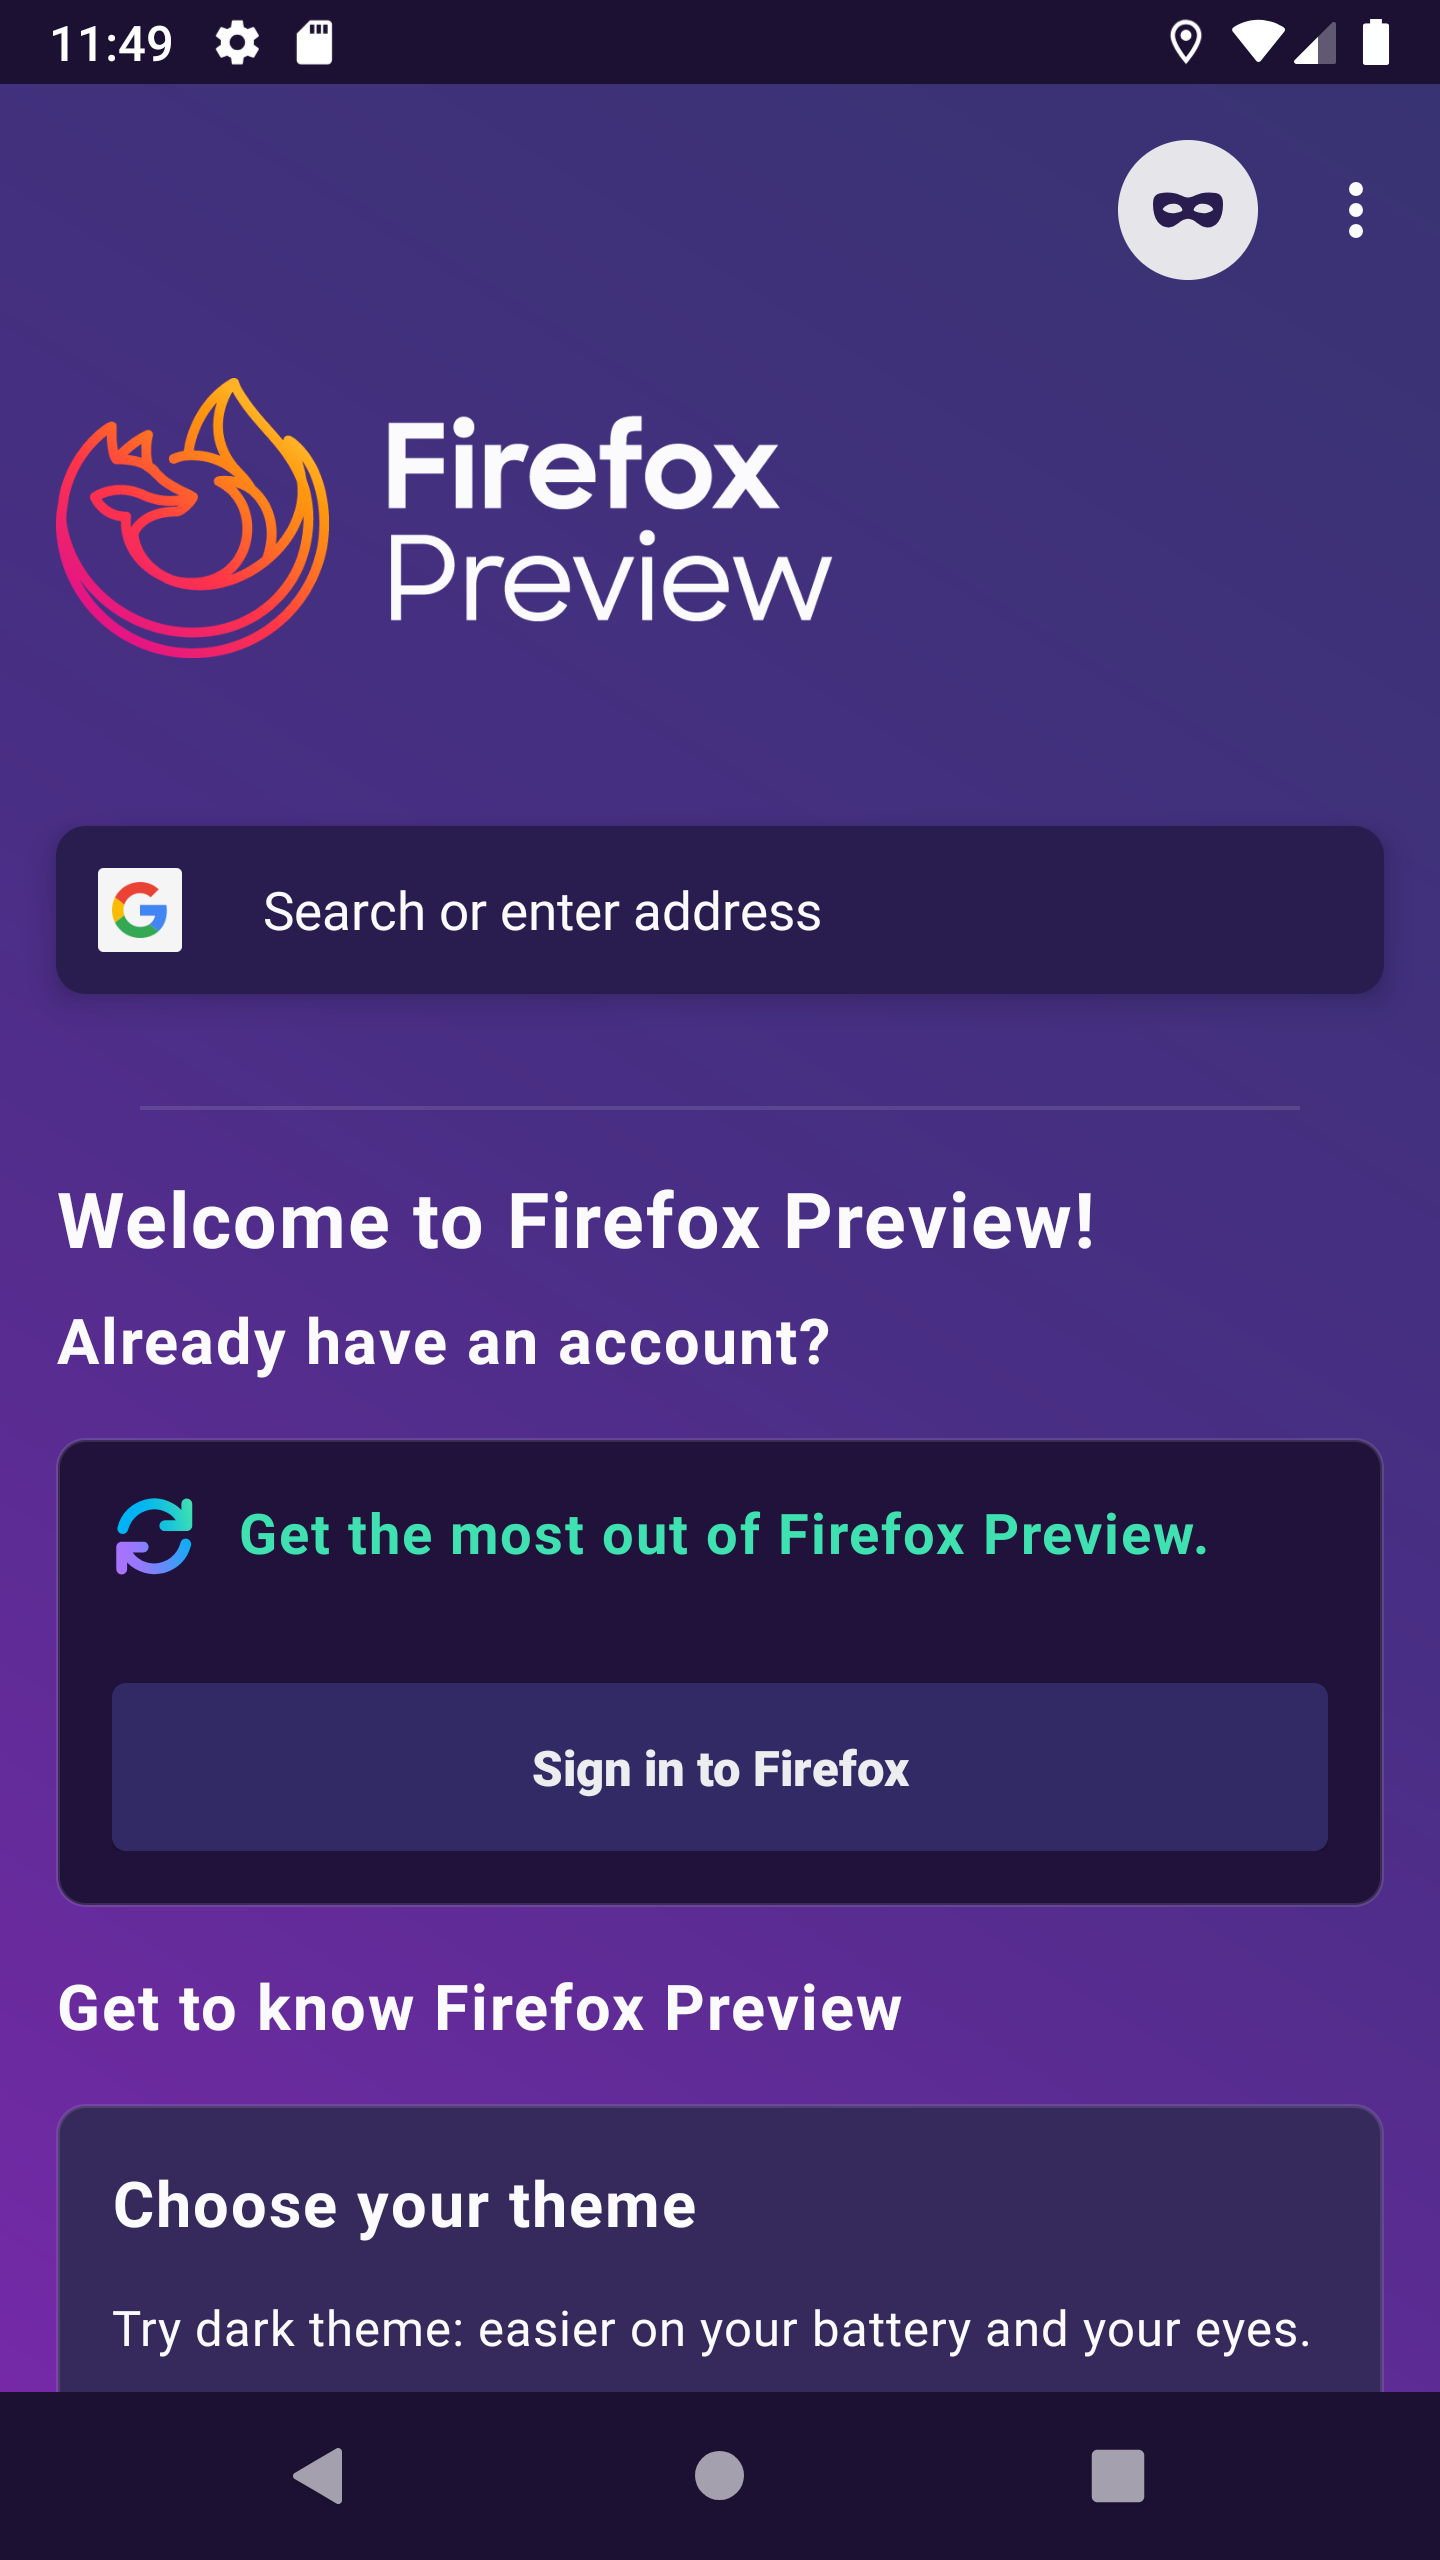 11:49
Firefox
Preview
Search or enter address
Welcome to Firefox Preview!
Already have an account?
Get the most out of Firefox Preview.
Sign in to Firefox
Get to know Firefox Preview
Choose your theme
Try dark theme: easier on your battery and your eyes.